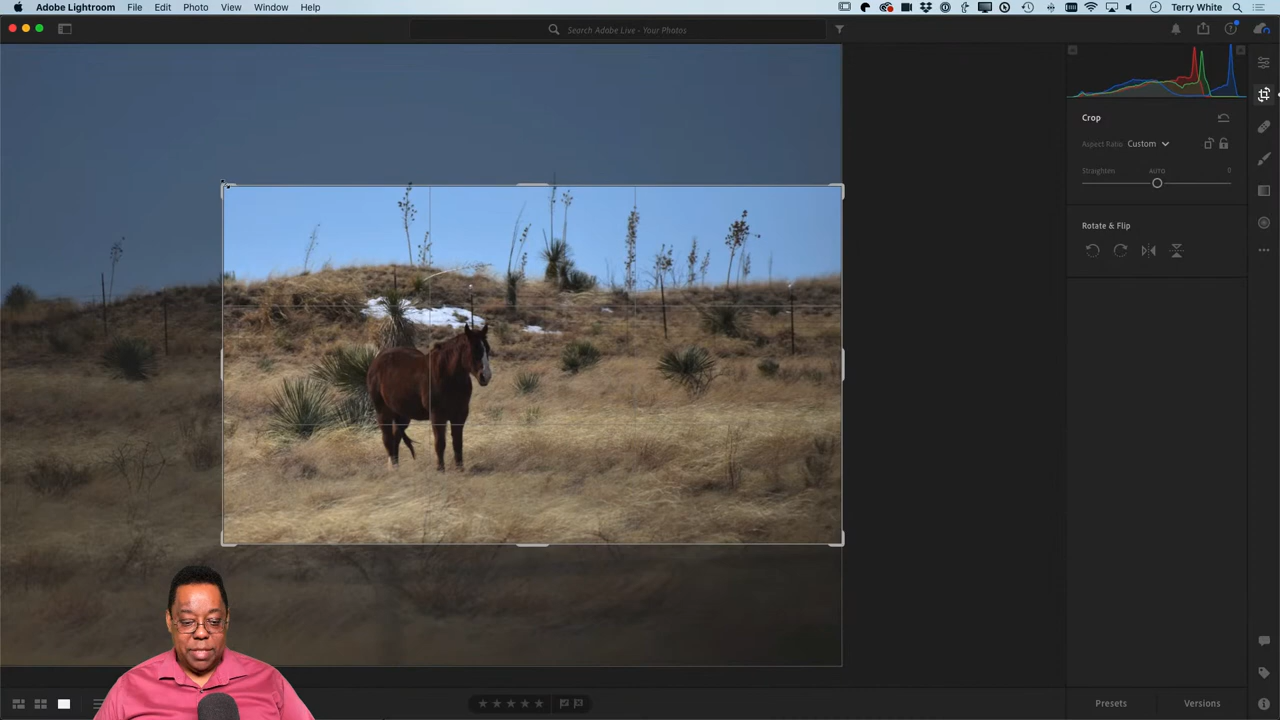 Adobe Lightroom File Edit Photo View Window Help Terry White
Search Adobe Live - Your Photos
Crop
Aspect Ratio Custom
Straighten AUTO 0
Rotate & Flip
Presets Versions